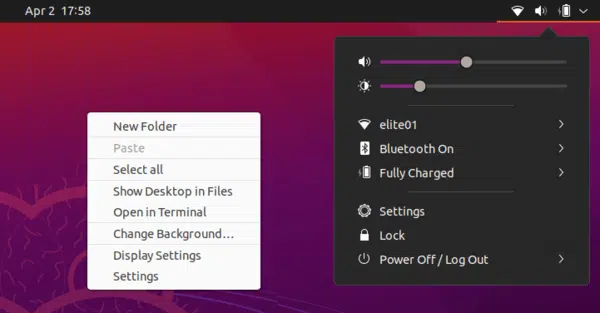 Apr 2 17:58
New Folder
Paste
Select all
Show Desktop in Files
Open in Terminal
Change Background…
Display Settings
Settings
elite01
Bluetooth On
Fully Charged
Settings
Lock
Power Off / Log Out